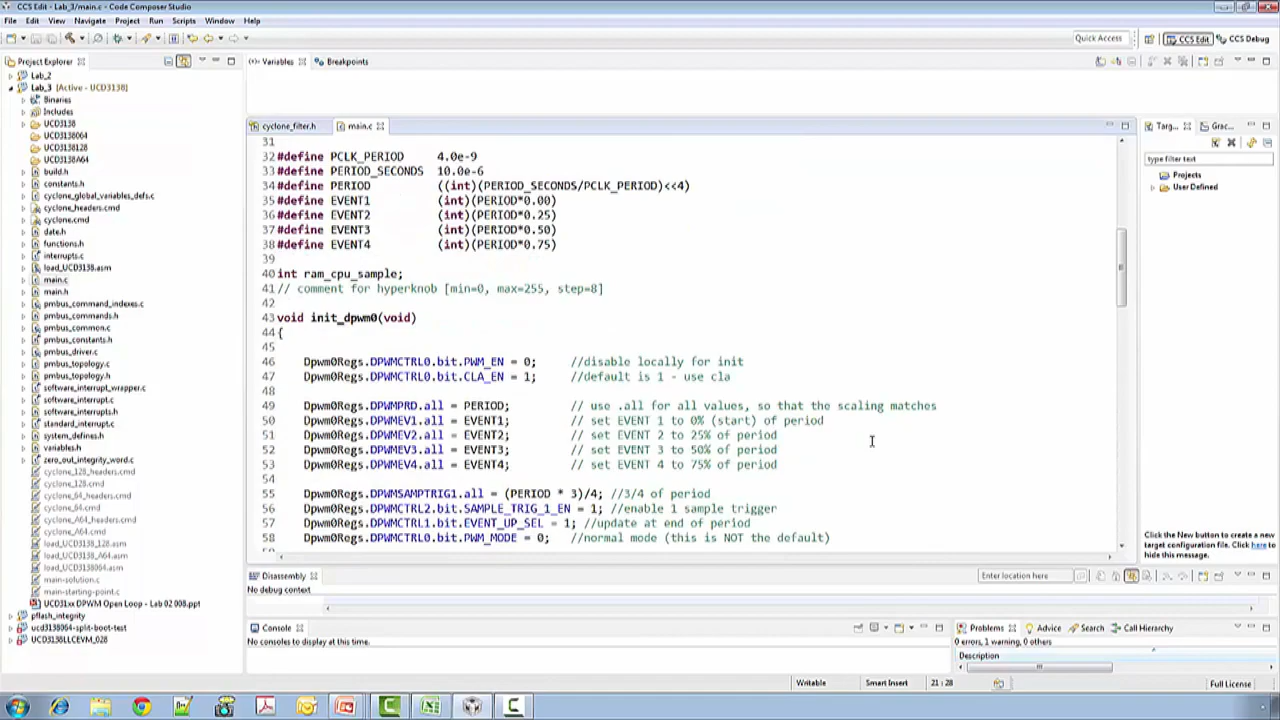 CCS Edit - Lab_3/main.c - Code Composer Studio
File Edit View Navigate Project Run Scripts Window Help
Quick Access CCS Edit CCS Debug
Project Explorer
Lab_2
Lab_3 [Active - UCD3138]
Binaries
Includes
UCD3138
UCD3138064
UCD3138128
UCD3138A64
build.h
constants.h
cyclone_global_variables_defs.c
cyclone_headers.cmd
cyclone.cmd
date.h
functions.h
interrupts.c
load_UCD3138.asm
main.c
main.h
pmbus_command_indexes.c
pmbus_commands.h
pmbus_common.c
pmbus_constants.h
pmbus_driver.c
pmbus_topology.c
pmbus_topology.h
software_interrupt_wrapper.c
software_interrupt.c
software_interrupts.h
standard_interrupt.c
system_defines.h
variables.h
zero_out_integrity_word.c
cyclone_128_headers.cmd
cyclone_128.cmd
cyclone_64_headers.cmd
cyclone_64.cmd
cyclone_A64_headers.cmd
cyclone_A64.cmd
load_UCD3138_128.asm
load_UCD3138_A64.asm
load_UCD3138064.asm
main-solution.c
main-starting-point.c
UCD31xx DPWM Open Loop - Lab 02 008.ppt
pflash_integrity
ucd3138064-split-boot-test
UCD3138LLCEVM_028
Variables Breakpoints
cyclone_filter.h main.c
31
32 #define PCLK_PERIOD 4.0e-9
33 #define PERIOD_SECONDS 10.0e-6
34 #define PERIOD ((int)(PERIOD_SECONDS/PCLK_PERIOD)<<4)
35 #define EVENT1 (int)(PERIOD*0.00)
36 #define EVENT2 (int)(PERIOD*0.25)
37 #define EVENT3 (int)(PERIOD*0.50)
38 #define EVENT4 (int)(PERIOD*0.75)
39
40 int ram_cpu_sample;
41 // comment for hyperknob [min=0, max=255, step=8]
42
43 void init_dpwm0(void)
44 {
45
46 Dpwm0Regs.DPWMCTRL0.bit.PWM_EN = 0; //disable locally for init
47 Dpwm0Regs.DPWMCTRL0.bit.CLA_EN = 1; //default is 1 - use cla
48
49 Dpwm0Regs.DPWMPRD.all = PERIOD; // use .all for all values, so that the scaling matches
50 Dpwm0Regs.DPWMEV1.all = EVENT1; // set EVENT 1 to 0% (start) of period
51 Dpwm0Regs.DPWMEV2.all = EVENT2; // set EVENT 2 to 25% of period
52 Dpwm0Regs.DPWMEV3.all = EVENT3; // set EVENT 3 to 50% of period
53 Dpwm0Regs.DPWMEV4.all = EVENT4; // set EVENT 4 to 75% of period
54
55 Dpwm0Regs.DPWMSAMPTRIG1.all = (PERIOD * 3)/4; //3/4 of period
56 Dpwm0Regs.DPWMCTRL2.bit.SAMPLE_TRIG_1_EN = 1; //enable 1 sample trigger
57 Dpwm0Regs.DPWMCTRL1.bit.EVENT_UP_SEL = 1; //update at end of period
58 Dpwm0Regs.DPWMCTRL0.bit.PWM_MODE = 0; //normal mode (this is NOT the default)
Targ... Grac...
type filter text
Projects
User Defined
Click the New button to create a new
target configuration file. Click here to
Disassembly
Enter location here
No debug context
Console
No consoles to display at this time.
Problems Advice Search Call Hierarchy
0 errors, 1 warning, 0 others
Description
Writable Smart Insert 21 : 28 Full License